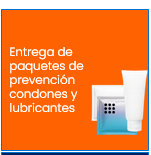 Entrega de
paquetes de
prevención
condones y
lubricantes